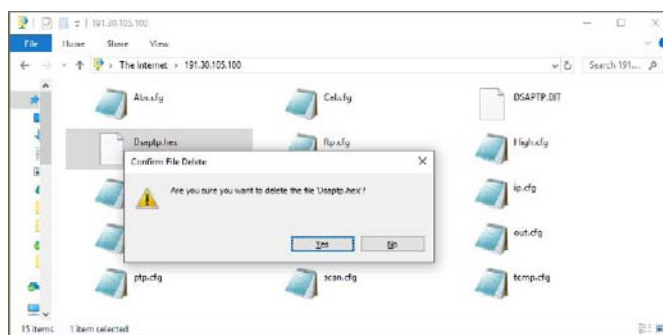 191.30.105.100
File Home Share View
The Internet > 191.30.105.100
Search 191...
Abs.cfg Cal.cfg DSAPTP.DIT
Dsaptp.hex ftp.cfg High.cfg
Confirm File Delete
Are you sure you want to delete the file 'Dsaptp.hex'?
ip.cfg
Yes No
out.cfg
ptp.cfg scan.cfg temp.cfg
15 items 1 item selected